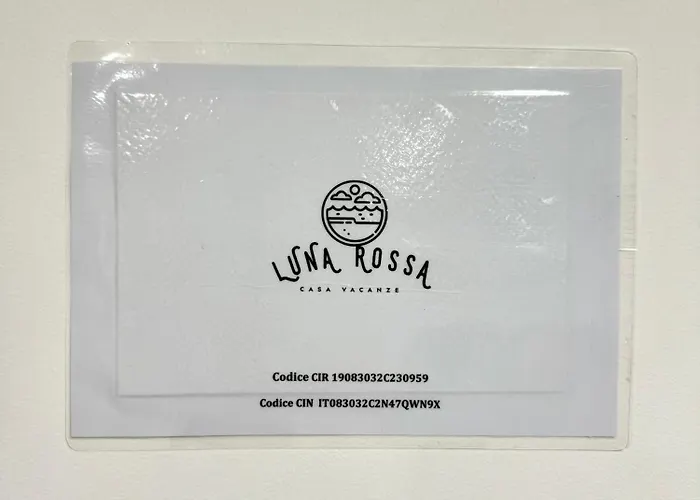 LUNA ROSSA
CASA VACANZE
Codice CIR 19083032C230959
Codice CIN IT083032C2N47QWN9X